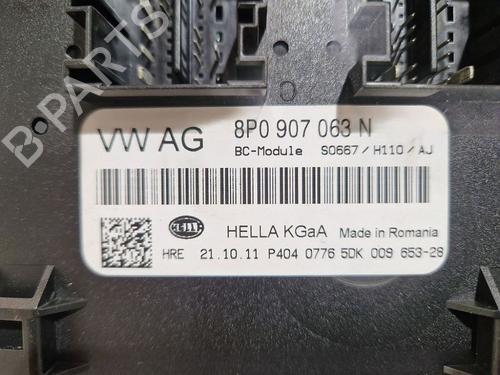 B-PARTS
VW AG 8P0 907 063 N
BC-Module S0667/H110/AJ
HELLA HELLA KGaA Made in Romania
HRE 21.10.11 P404 0776 5DK 009 653-28